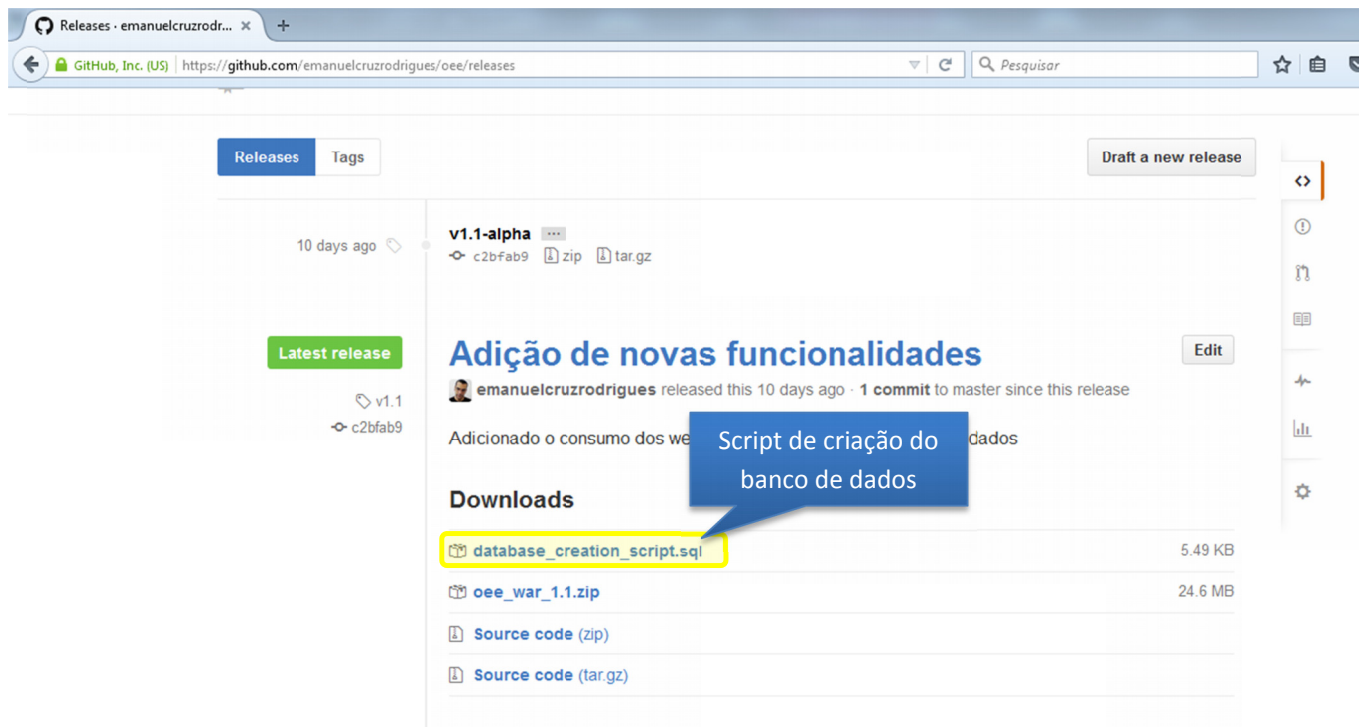 Releases · emanuelcruzrodr...
GitHub, Inc. (US) https://github.com/emanuelcruzrodrigues/oee/releases Pesquisar
Releases Tags Draft a new release
10 days ago v1.1-alpha
c2bfab9 zip tar.gz
Latest release Adição de novas funcionalidades Edit
emanuelcruzrodrigues released this 10 days ago · 1 commit to master since this release
v1.1
c2bfab9
Adicionado o consumo dos we dados
Script de criação do
banco de dados
Downloads
database_creation_script.sql 5.49 KB
oee_war_1.1.zip 24.6 MB
Source code (zip)
Source code (tar.gz)